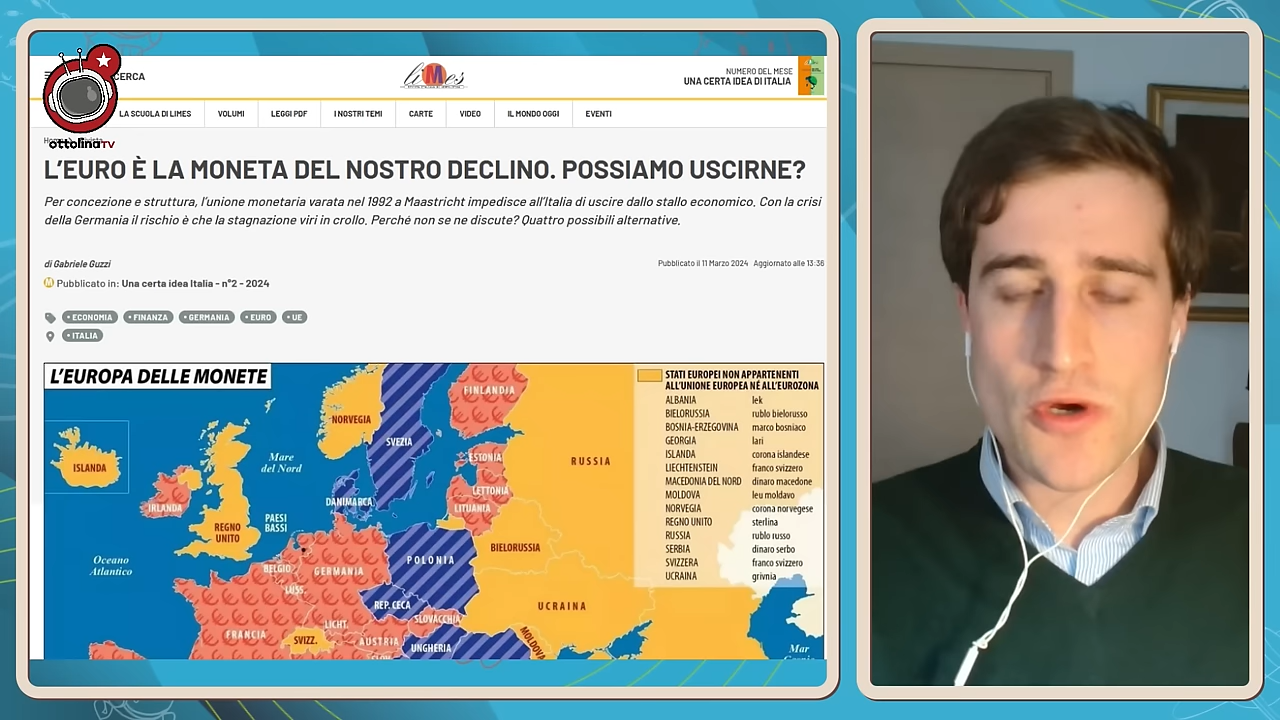 CERCA
liMes
NUMERO DEL MESE
UNA CERTA IDEA DI ITALIA
LA SCUOLA DI LIMES
VOLUMI
LEGGI PDF
I NOSTRI TEMI
CARTE
VIDEO
IL MONDO OGGI
EVENTI
ottolinaTV
L'EURO È LA MONETA DEL NOSTRO DECLINO. POSSIAMO USCIRNE?
Per concezione e struttura, l'unione monetaria varata nel 1992 a Maastricht impedisce all'Italia di uscire dallo stallo economico. Con la crisi
della Germania il rischio è che la stagnazione viri in crollo. Perché non se ne discute? Quattro possibili alternative.
di Gabriele Guzzi
Pubblicato il 11 Marzo 2024 Aggiornato alle 13:36
M Pubblicato in: Una certa idea Italia - n°2 - 2024
• ECONOMIA • FINANZA • GERMANIA • EURO • UE
• ITALIA
L'EUROPA DELLE MONETE
STATI EUROPEI NON APPARTENENTI
ALL'UNIONE EUROPEA NÉ ALL'EUROZONA
ALBANIA lek
BIELORUSSIA rublo bielorusso
BOSNIA-ERZEGOVINA marco bosniaco
GEORGIA lari
ISLANDA corona islandese
LIECHTENSTEIN franco svizzero
MACEDONIA DEL NORD dinaro macedone
MOLDOVA leu moldavo
NORVEGIA corona norvegese
REGNO UNITO sterlina
RUSSIA rublo russo
SERBIA dinaro serbo
SVIZZERA franco svizzero
UCRAINA grivnia
FINLANDIA
NORVEGIA
SVEZIA
Mare
del Nord
ISLANDA
RUSSIA
ESTONIA
LETTONIA
LITUANIA
DANIMARCA
IRLANDA
REGNO
UNITO
PAESI
BASSI
BIELORUSSIA
Oceano
Atlantico
POLONIA
BELGIO
GERMANIA
LUSS.
REP. CECA
UCRAINA
SLOVACCHIA
LICHT.
FRANCIA
SVIZZ.
AUSTRIA
UNGHERIA
MOLDOVA
Mar